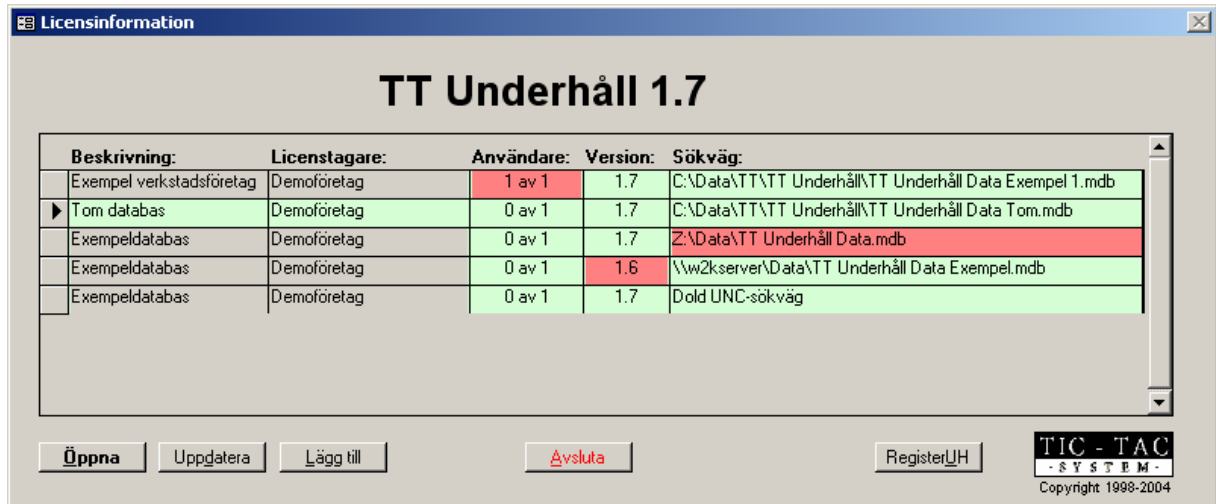 Licensinformation
TT Underhåll 1.7
Beskrivning: Licenstagare: Användare: Version: Sökväg:
Exempel verkstadsföretag Demoföretag 1 av 1 1.7 C:\Data\TT\TT Underhåll\TT Underhåll Data Exempel 1.mdb
Tom databas Demoföretag 0 av 1 1.7 C:\Data\TT\TT Underhåll\TT Underhåll Data Tom.mdb
Exempeldatabas Demoföretag 0 av 1 1.7 Z:\Data\TT Underhåll Data.mdb
Exempeldatabas Demoföretag 0 av 1 1.6 \\w2kserver\Data\TT Underhåll Data Exempel.mdb
Exempeldatabas Demoföretag 0 av 1 1.7 Dold UNC-sökväg
Öppna Uppdatera Lägg till Avsluta RegisterUH
TIC - TAC
- SYSTEM -
Copyright 1998-2004